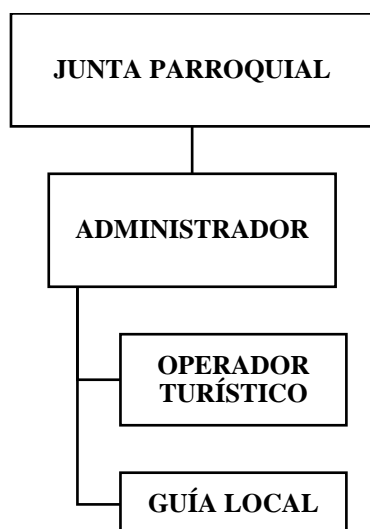 JUNTA PARROQUIAL
ADMINISTRADOR
OPERADOR
TURÍSTICO
GUÍA LOCAL